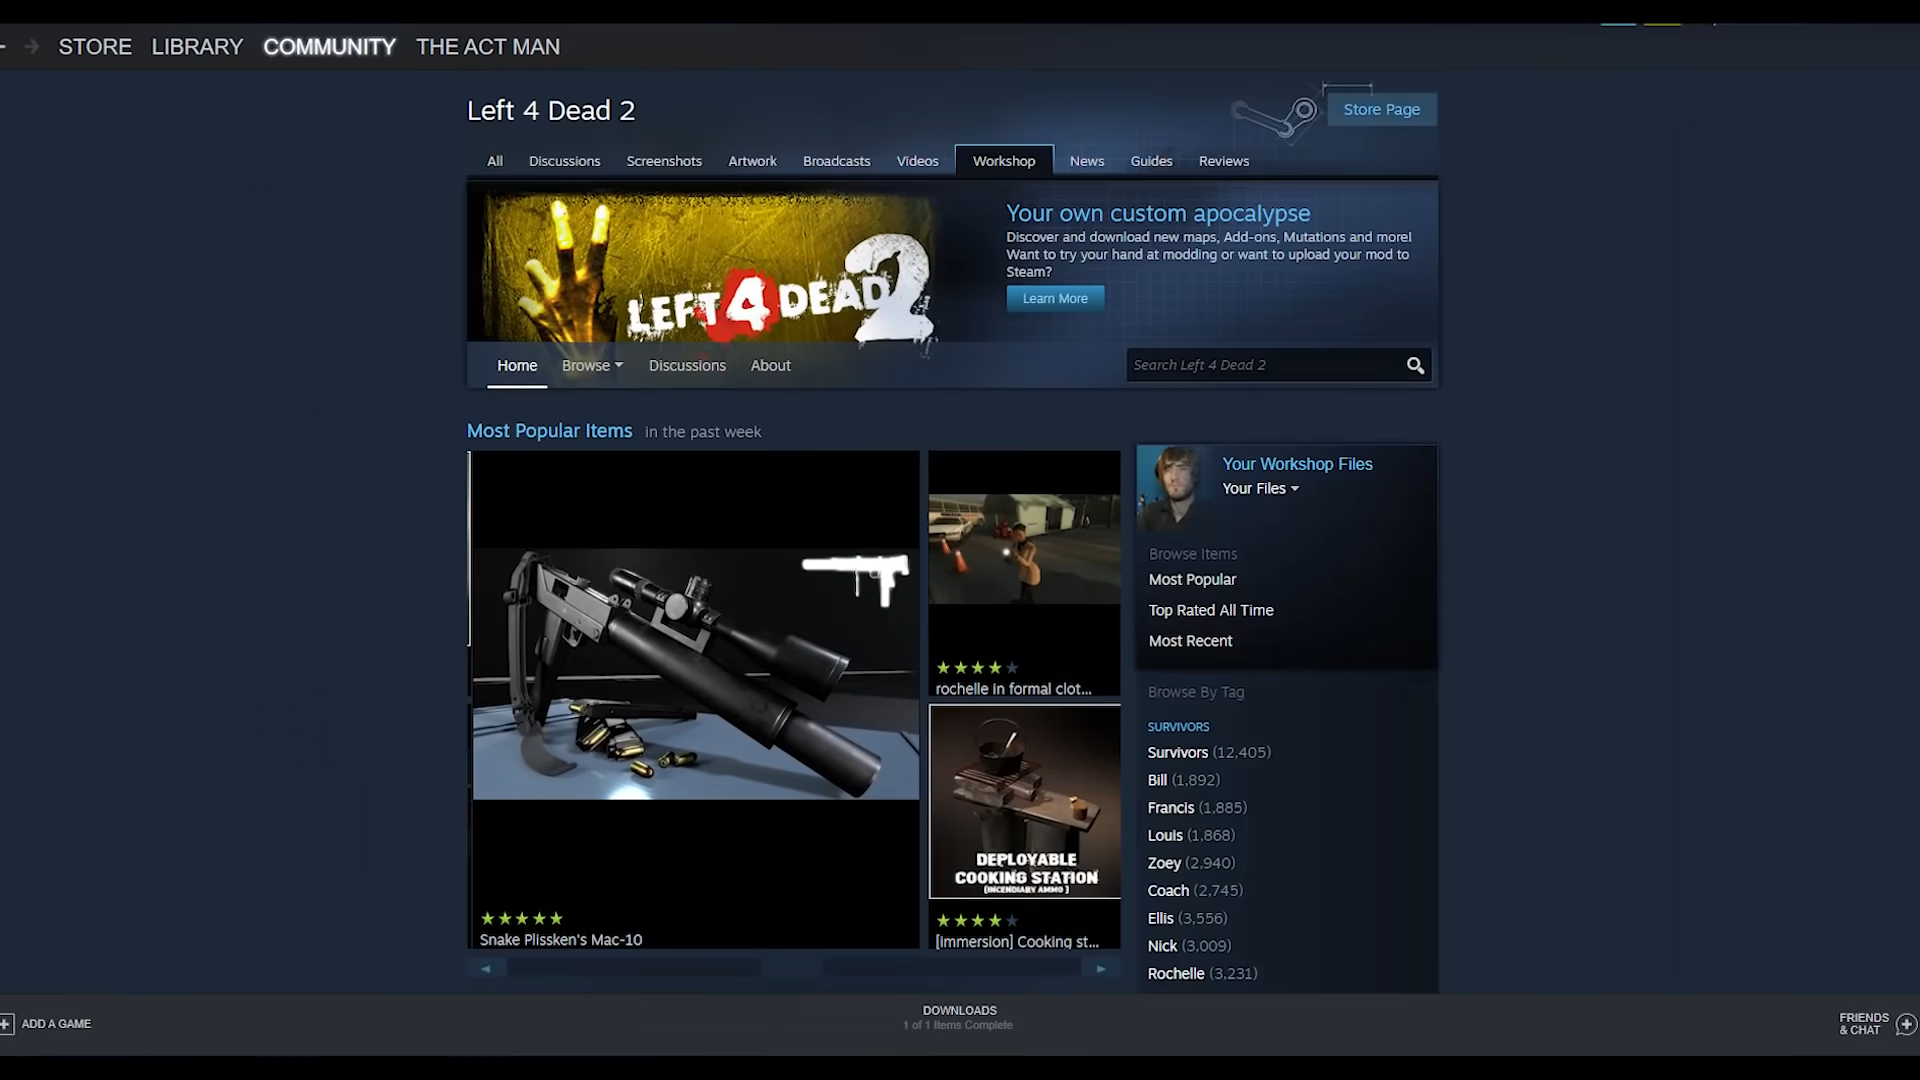 STORE LIBRARY COMMUNITY THE ACT MAN
Left 4 Dead 2
Store Page
All Discussions Screenshots Artwork Broadcasts Videos Workshop News Guides Reviews
LEFT 4 DEAD 2
Your own custom apocalypse
Discover and download new maps, Add-ons, Mutations and more!
Want to try your hand at modding or want to upload your mod to
Steam?
Learn More
Home Browse Discussions About
Search Left 4 Dead 2
Most Popular Items in the past week
Snake Plissken's Mac-10
rochelle in formal clot...
DEPLOYABLE
COOKING STATION
[INCENDIARY AMMO]
[Immersion] Cooking st...
Your Workshop Files
Your Files
Browse Items
Most Popular
Top Rated All Time
Most Recent
Browse By Tag
SURVIVORS
Survivors (12,405)
Bill (1,892)
Francis (1,885)
Louis (1,868)
Zoey (2,940)
Coach (2,745)
Ellis (3,556)
Nick (3,009)
Rochelle (3,231)
ADD A GAME
DOWNLOADS
1 of 1 Items Complete
FRIENDS
& CHAT